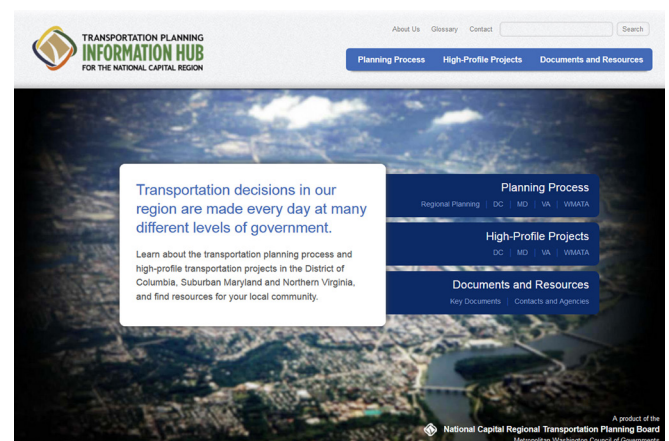 TRANSPORTATION PLANNING
INFORMATION HUB
FOR THE NATIONAL CAPITAL REGION
About Us Glossary Contact Search
Planning Process High-Profile Projects Documents and Resources
Transportation decisions in our
region are made every day at many
different levels of government.
Learn about the transportation planning process and
high-profile transportation projects in the District of
Columbia, Suburban Maryland and Northern Virginia,
and find resources for your local community.
Planning Process
Regional Planning | DC | MD | VA | WMATA
High-Profile Projects
DC | MD | VA | WMATA
Documents and Resources
Key Documents | Contacts and Agencies
A product of the
National Capital Regional Transportation Planning Board
Metropolitan Washington Council of Governments